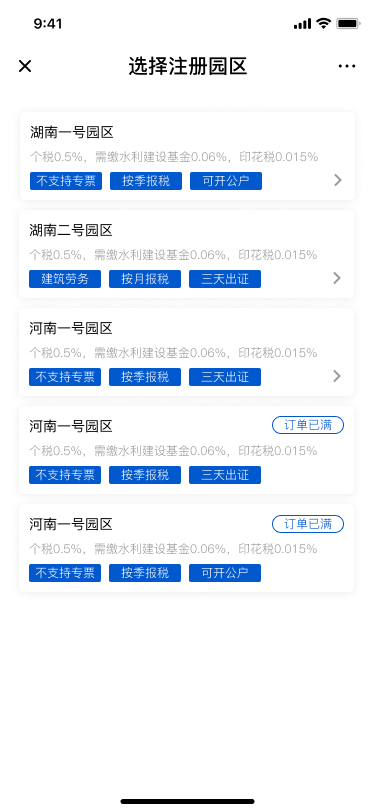 9:41
选择注册园区
湖南一号园区
个税0.5%，需缴水利建设基金0.06%，印花税0.015%
不支持专票 按季报税 可开公户
湖南二号园区
个税0.5%，需缴水利建设基金0.06%，印花税0.015%
建筑劳务 按月报税 三天出证
河南一号园区
个税0.5%，需缴水利建设基金0.06%，印花税0.015%
不支持专票 按季报税 三天出证
河南一号园区 订单已满
个税0.5%，需缴水利建设基金0.06%，印花税0.015%
不支持专票 按季报税 三天出证
河南一号园区 订单已满
个税0.5%，需缴水利建设基金0.06%，印花税0.015%
不支持专票 按季报税 可开公户